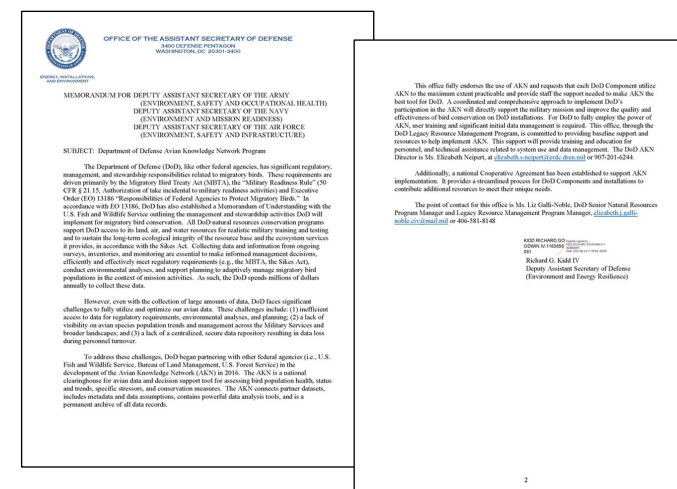 OFFICE OF THE ASSISTANT SECRETARY OF DEFENSE
3400 DEFENSE PENTAGON
WASHINGTON, DC 20301-3400
ENERGY, INSTALLATIONS,
AND ENVIRONMENT
MEMORANDUM FOR DEPUTY ASSISTANT SECRETARY OF THE ARMY
(ENVIRONMENT, SAFETY AND OCCUPATIONAL HEALTH)
DEPUTY ASSISTANT SECRETARY OF THE NAVY
(ENVIRONMENT AND MISSION READINESS)
DEPUTY ASSISTANT SECRETARY OF THE AIR FORCE
(ENVIRONMENT, SAFETY AND INFRASTRUCTURE)
SUBJECT: Department of Defense Avian Knowledge Network Program
The Department of Defense (DoD), like other federal agencies, has significant regulatory,
management, and stewardship responsibilities related to migratory birds. These requirements are
driven primarily by the Migratory Bird Treaty Act (MBTA), the “Military Readiness Rule” (50
CFR § 21.15, Authorization of take incidental to military readiness activities) and Executive
Order (EO) 13186 “Responsibilities of Federal Agencies to Protect Migratory Birds.” In
accordance with EO 13186, DoD has also established a Memorandum of Understanding with the
U.S. Fish and Wildlife Service outlining the management and stewardship activities DoD will
implement for migratory bird conservation. All DoD natural resources conservation programs
support DoD access to its land, air, and water resources for realistic military training and testing
and to sustain the long-term ecological integrity of the resource base and the ecosystem services
it provides, in accordance with the Sikes Act. Collecting data and information from ongoing
surveys, inventories, and monitoring are essential to make informed management decisions,
efficiently and effectively meet regulatory requirements (e.g., the MBTA, the Sikes Act),
conduct environmental analyses, and support planning to adaptively manage migratory bird
populations in the context of mission activities. As such, the DoD spends millions of dollars
annually to collect these data.
However, even with the collection of large amounts of data, DoD faces significant
challenges to fully utilize and optimize our avian data. These challenges include: (1) inefficient
access to data for regulatory requirements, environmental analyses, and planning; (2) a lack of
visibility on avian species population trends and management across the Military Services and
broader landscapes; and (3) a lack of a centralized, secure data repository resulting in data loss
during personnel turnover.
To address these challenges, DoD began partnering with other federal agencies (i.e., U.S.
Fish and Wildlife Service, Bureau of Land Management, U.S. Forest Service) in the
development of the Avian Knowledge Network (AKN) in 2016. The AKN is a national
clearinghouse for avian data and decision support tool for assessing bird population health, status
and trends, specific stressors, and conservation measures. The AKN connects partner datasets,
includes metadata and data assumptions, contains powerful data analysis tools, and is a
permanent archive of all data records.
This office fully endorses the use of AKN and requests that each DoD Component utilize
AKN to the maximum extent practicable and provide staff the support needed to make AKN the
best tool for DoD. A coordinated and comprehensive approach to implement DoD’s
participation in the AKN will directly support the military mission and improve the quality and
effectiveness of bird conservation on DoD installations. For DoD to fully employ the power of
AKN, user training and significant initial data management is required. This office, through the
DoD Legacy Resource Management Program, is committed to providing baseline support and
resources to help implement AKN. This support will provide training and education for
personnel, and technical assistance related to system use and data management. The DoD AKN
Director is Ms. Elizabeth Neipert, at elizabeth.s.neipert@erdc.dren.mil or 907-201-6244.
Additionally, a national Cooperative Agreement has been established to support AKN
implementation. It provides a streamlined process for DoD Components and installations to
contribute additional resources to meet their unique needs.
The point of contact for this office is Ms. Liz Galli-Noble, DoD Senior Natural Resources
Program Manager and Legacy Resource Management Program Manager, elizabeth.j.galli-
noble.civ@mail.mil or 406-581-8148
KIDD.RICHARD.GO
Richard G. Kidd IV
Deputy Assistant Secretary of Defense
(Environment and Energy Resilience)
2